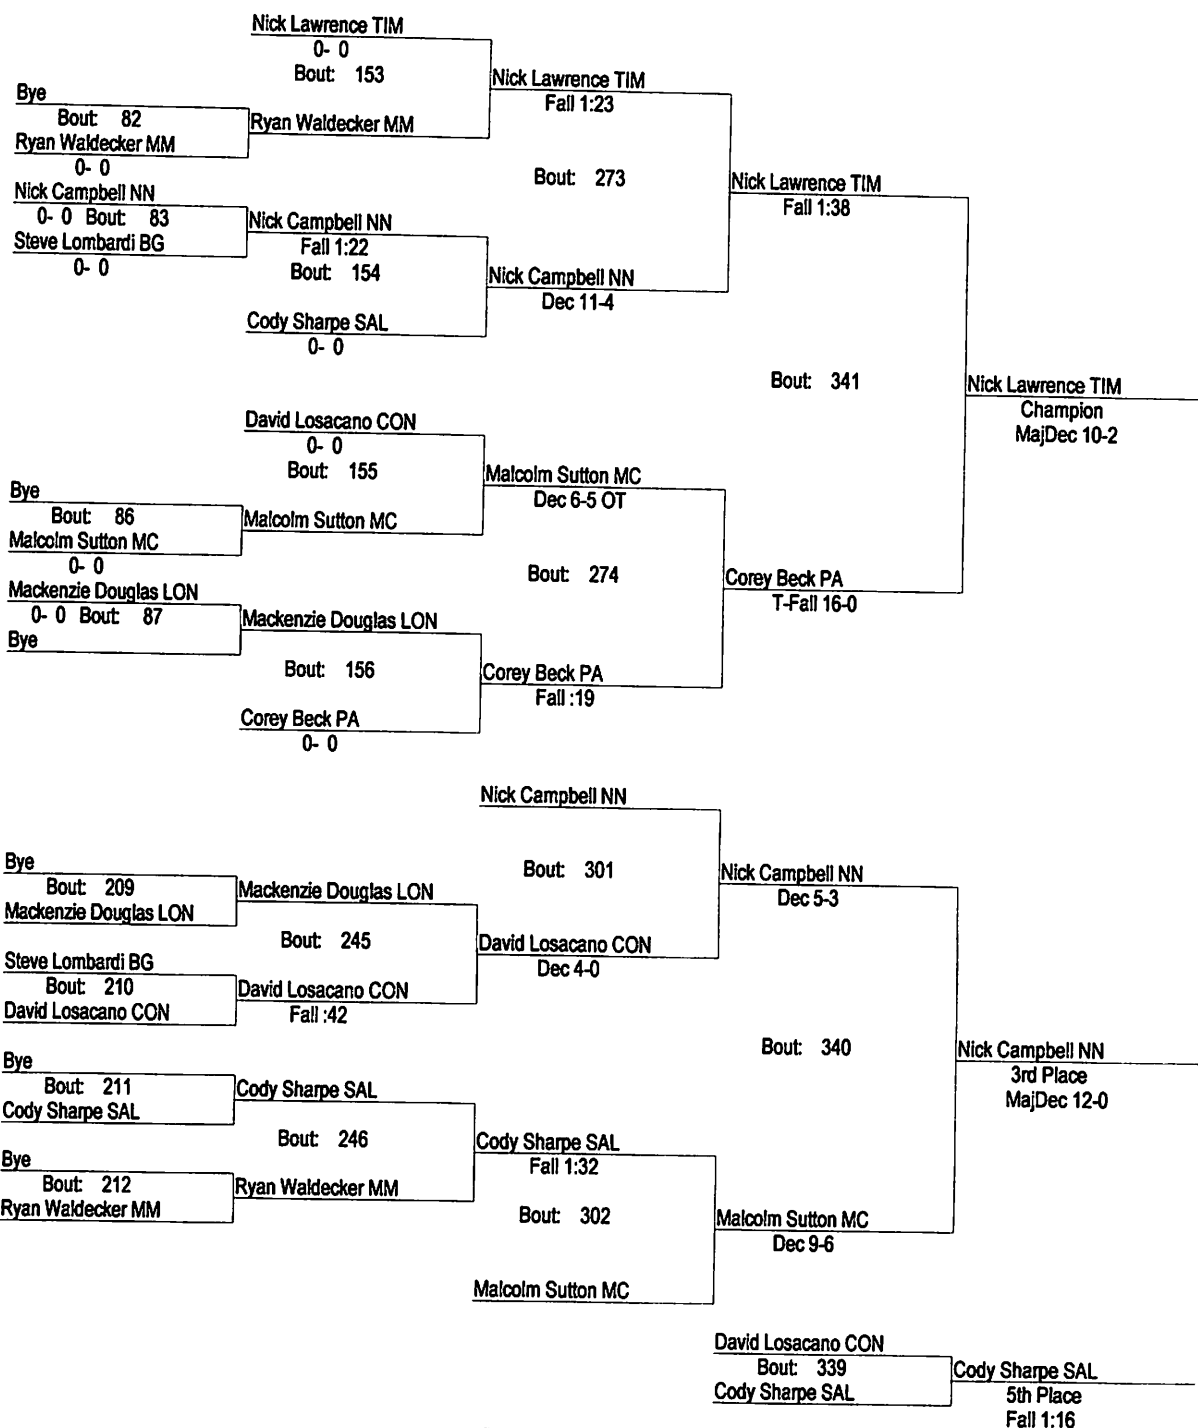 Nick Lawrence TIM
0- 0
Bout: 153
Nick Lawrence TIM
Fall 1:23
Bye
Bout: 82
Ryan Waldecker MM
Ryan Waldecker MM
0- 0
Bout: 273
Nick Lawrence TIM
Fall 1:38
Nick Campbell NN
0- 0 Bout: 83
Nick Campbell NN
Steve Lombardi BG
Fall 1:22
0- 0
Bout: 154
Nick Campbell NN
Dec 11-4
Cody Sharpe SAL
0- 0
Bout: 341
Nick Lawrence TIM
Champion
MajDec 10-2
David Losacano CON
0- 0
Bout: 155
Malcolm Sutton MC
Dec 6-5 OT
Bye
Bout: 86
Malcolm Sutton MC
Malcolm Sutton MC
0- 0
Bout: 274
Corey Beck PA
T-Fall 16-0
Mackenzie Douglas LON
0- 0 Bout: 87
Mackenzie Douglas LON
Bye
Bout: 156
Corey Beck PA
Fall :19
Corey Beck PA
0- 0
Nick Campbell NN
Bout: 301
Nick Campbell NN
Dec 5-3
Bye
Bout: 209
Mackenzie Douglas LON
Mackenzie Douglas LON
Bout: 245
David Losacano CON
Dec 4-0
Steve Lombardi BG
Bout: 210
David Losacano CON
David Losacano CON
Fall :42
Bout: 340
Nick Campbell NN
3rd Place
MajDec 12-0
Bye
Bout: 211
Cody Sharpe SAL
Cody Sharpe SAL
Bout: 246
Cody Sharpe SAL
Fall 1:32
Bye
Bout: 212
Ryan Waldecker MM
Ryan Waldecker MM
Bout: 302
Malcolm Sutton MC
Dec 9-6
Malcolm Sutton MC
David Losacano CON
Bout: 339
Cody Sharpe SAL
Cody Sharpe SAL
5th Place
Fall 1:16